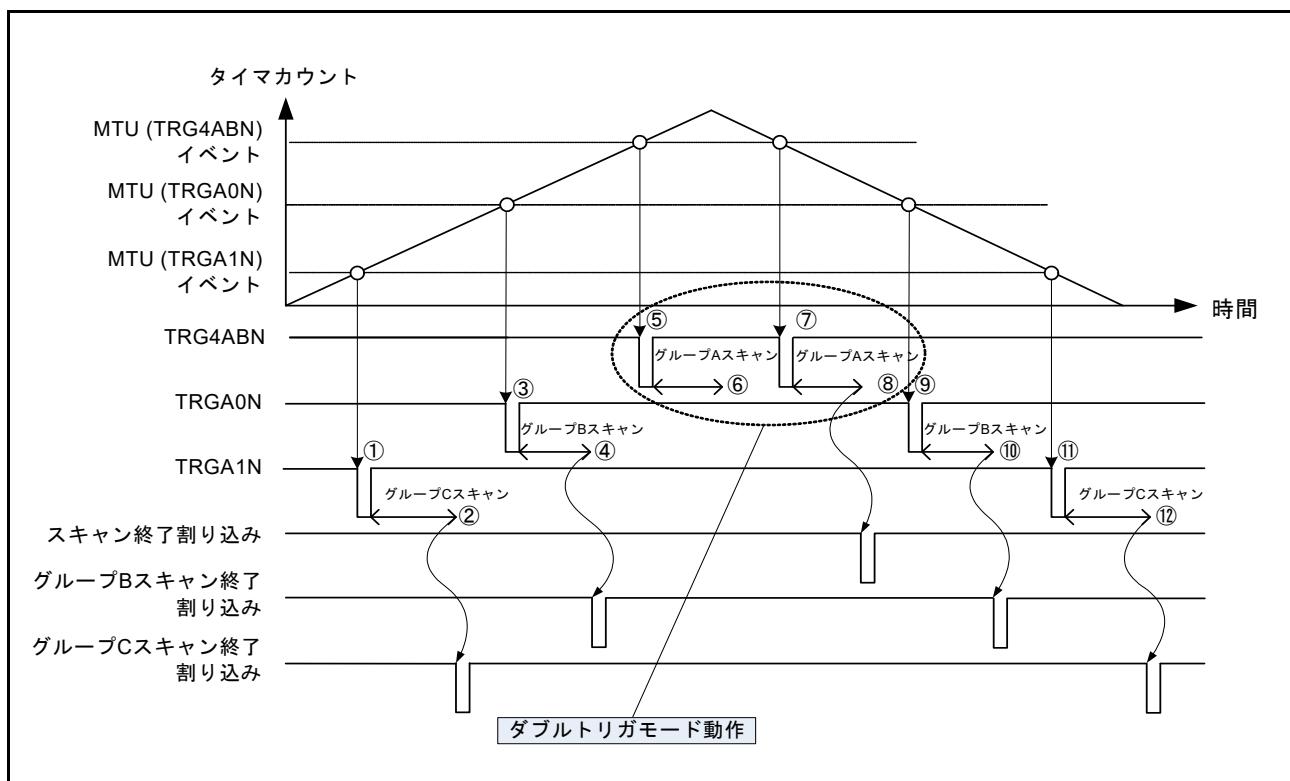 タイマカウント
MTU (TRG4ABN)
イベント
MTU (TRGA0N)
イベント
MTU (TRGA1N)
イベント
時間
TRG4ABN
⑤
⑦
グループAスキャン
グループAスキャン
⑥
⑧
TRGA0N
③
⑨
グループBスキャン
グループBスキャン
④
⑩
TRGA1N
①
⑪
グループCスキャン
グループCスキャン
②
⑫
スキャン終了割り込み
グループBスキャン終了
割り込み
グループCスキャン終了
割り込み
ダブルトリガモード動作